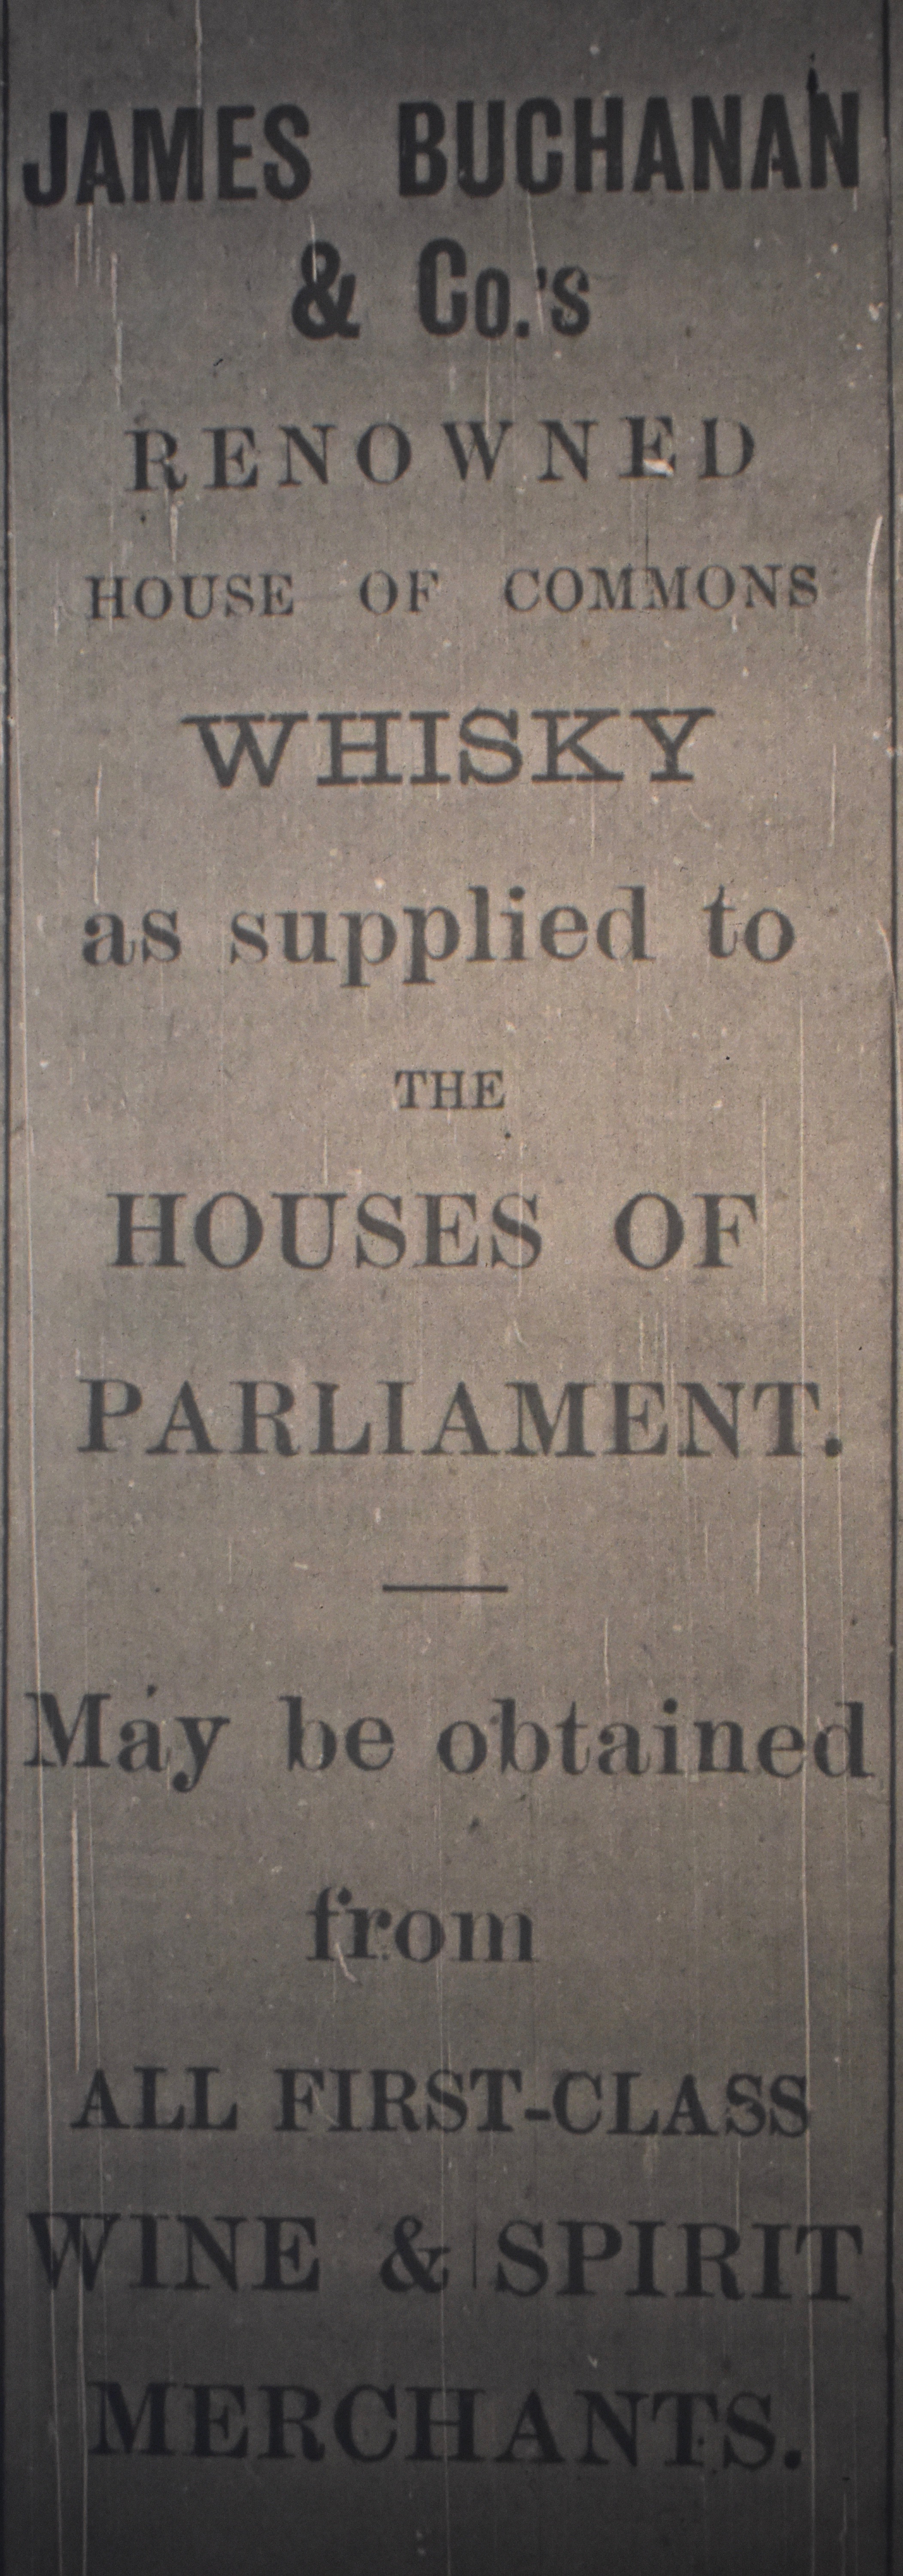 JAMES BUCHANAN
& Co.'s
RENOWNED
HOUSE OF COMMONS
WHISKY
as supplied to
THE
HOUSES OF
PARLIAMENT.
May be obtained
from
ALL FIRST-CLASS
WINE & SPIRIT
MERCHANTS.